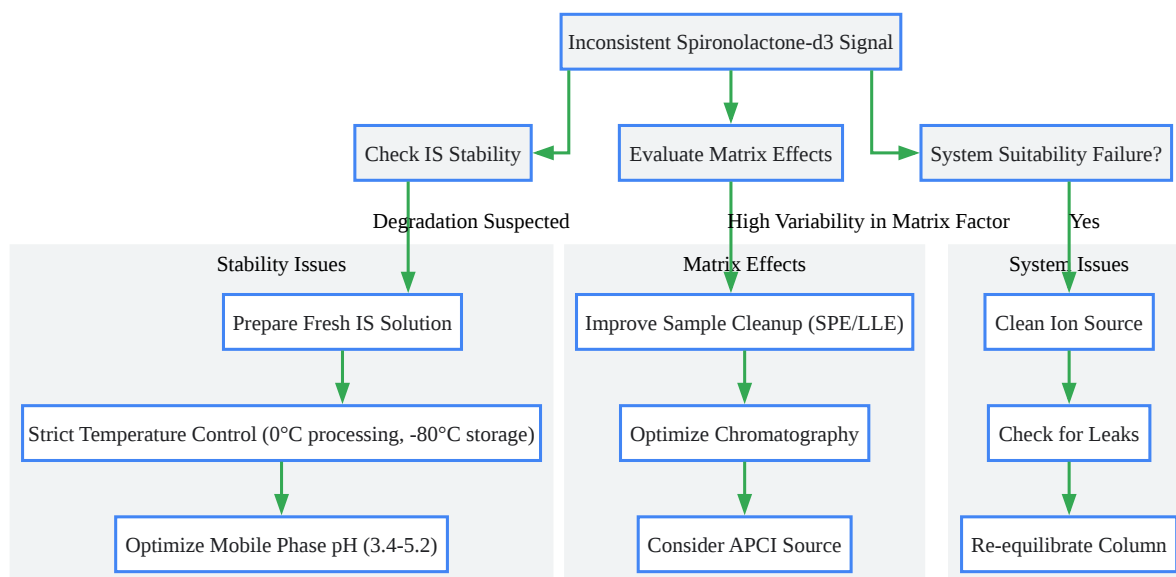 Inconsistent Spironolactone-d3 Signal
Check IS Stability
Evaluate Matrix Effects
System Suitability Failure?
Degradation Suspected
High Variability in Matrix Factor
Yes
Stability Issues
Matrix Effects
System Issues
Prepare Fresh IS Solution
Improve Sample Cleanup (SPE/LLE)
Clean Ion Source
Strict Temperature Control (0°C processing, -80°C storage)
Optimize Chromatography
Check for Leaks
Optimize Mobile Phase pH (3.4-5.2)
Consider APCI Source
Re-equilibrate Column